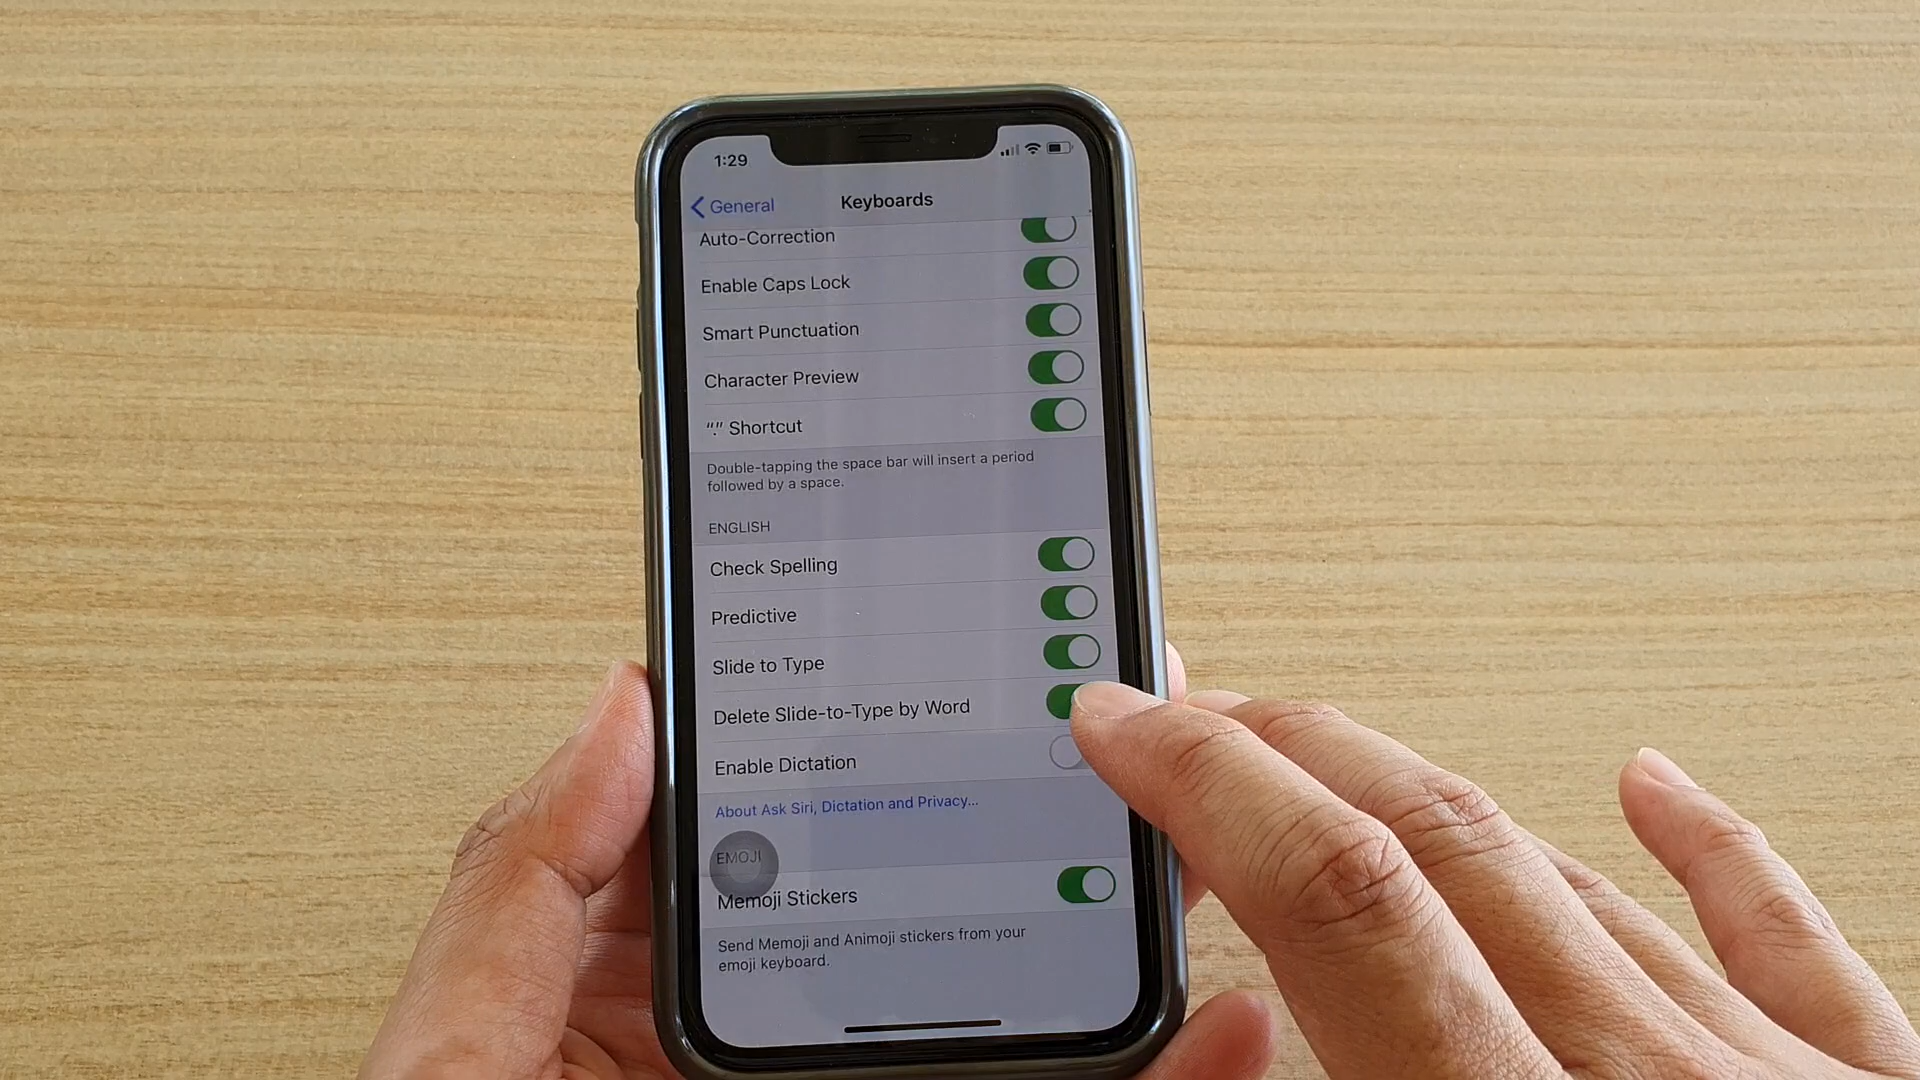 1:29
General
Keyboards
Auto-Correction
Enable Caps Lock
Smart Punctuation
Character Preview
“.” Shortcut
Double-tapping the space bar will insert a period
followed by a space.
ENGLISH
Check Spelling
Predictive
Slide to Type
Delete Slide-to-Type by Word
Enable Dictation
About Ask Siri, Dictation and Privacy...
EMOJI
Memoji Stickers
Send Memoji and Animoji stickers from your
emoji keyboard.